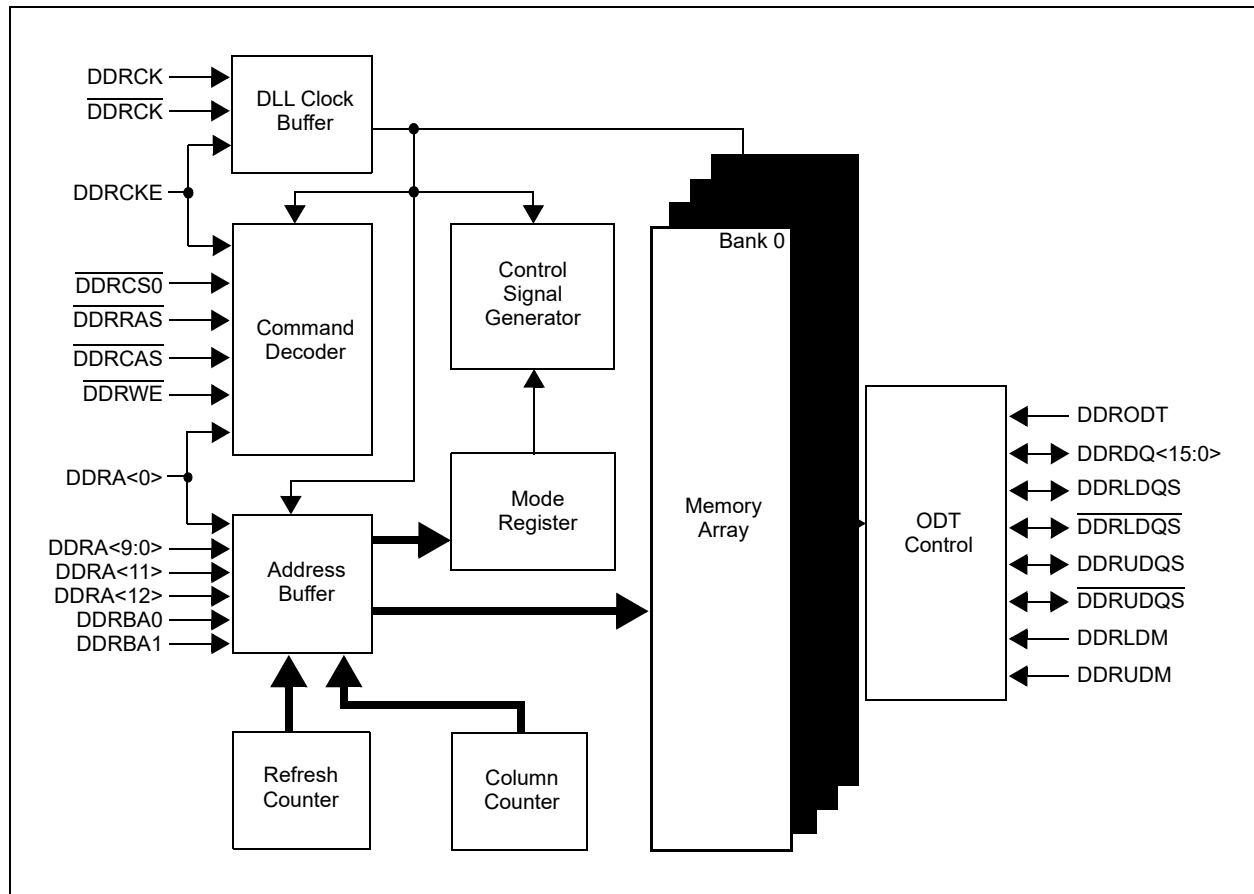 DDRCK
DDRCK
DDRCKE
DDRCS0
DDRRAS
DDRCAS
DDRWE
DDRA<0>
DDRA<9:0>
DDRA<11>
DDRA<12>
DDRBA0
DDRBA1
DLL Clock
Buffer
Command
Decoder
Address
Buffer
Refresh
Counter
Control
Signal
Generator
Mode
Register
Column
Counter
Bank 0
Memory
Array
ODT
Control
DDRODT
DDRDQ<15:0>
DDRLDQS
DDRLDQS
DDRUDQS
DDRUDQS
DDRLDM
DDRUDM